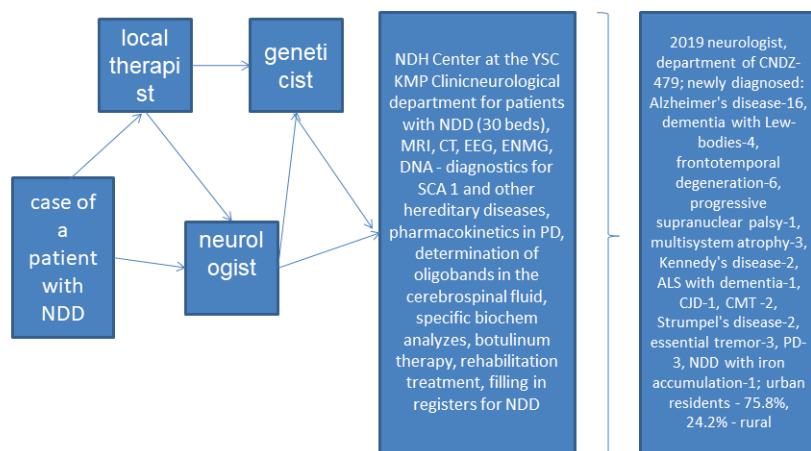 local
therapi
st
geneti
cist
case of
a
patient
with
NDD
neurol
ogist
NDH Center at the YSC
KMP Clinicneurological
department for patients
with NDD (30 beds),
MRI, CT, EEG, ENMG,
DNA - diagnostics for
SCA 1 and other
hereditary diseases,
pharmacokinetics in PD,
determination of
oligobands in the
cerebrospinal fluid,
specific biochem
analyzes, botulinum
therapy, rehabilitation
treatment, filling in
registers for NDD
2019 neurologist,
department of CNDZ-
479; newly diagnosed:
Alzheimer's disease-16,
dementia with Lew-
bodies-4,
frontotemporal
degeneration-6,
progressive
supranuclear palsy-1,
multisystem atrophy-3,
Kennedy's disease-2,
ALS with dementia-1,
CJD-1, CMT -2,
Strumpel's disease-2,
essential tremor-3, PD-
3, NDD with iron
accumulation-1; urban
residents - 75.8%,
24.2% - rural